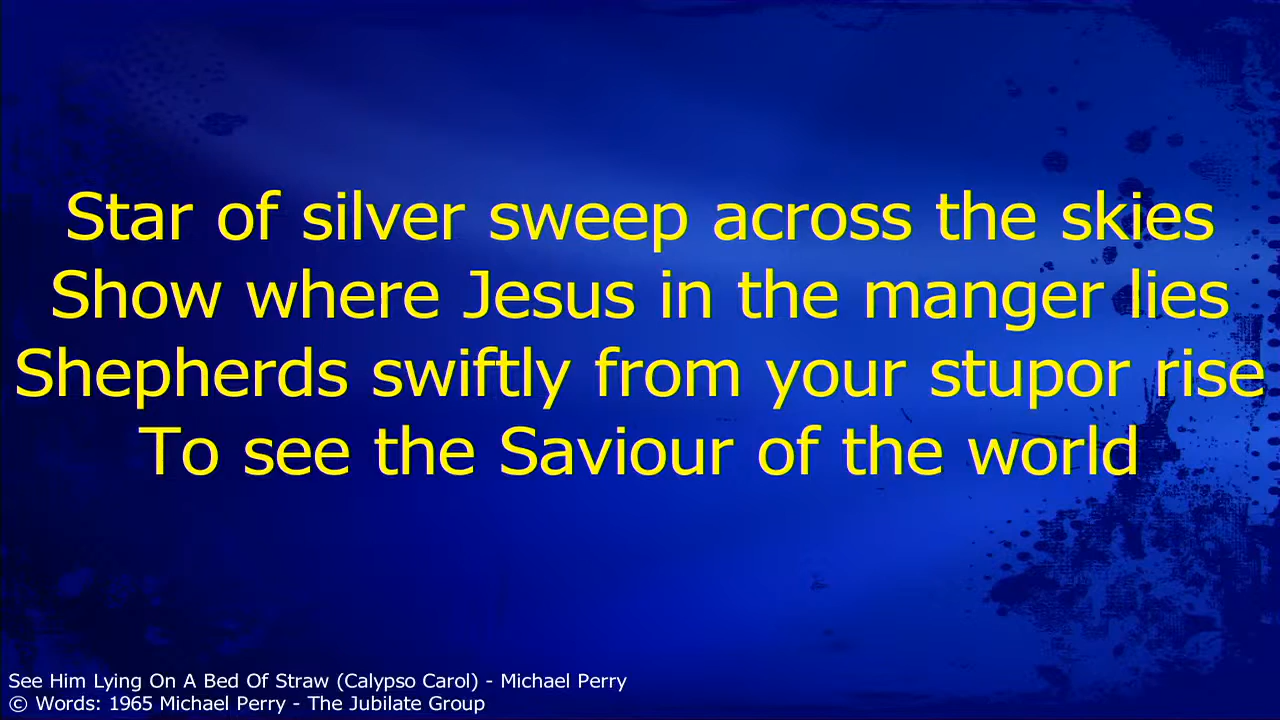 Star of silver sweep across the skies
Show where Jesus in the manger lies
Shepherds swiftly from your stupor rise
To see the Saviour of the world
See Him Lying On A Bed Of Straw (Calypso Carol) - Michael Perry
© Words: 1965 Michael Perry - The Jubilate Group